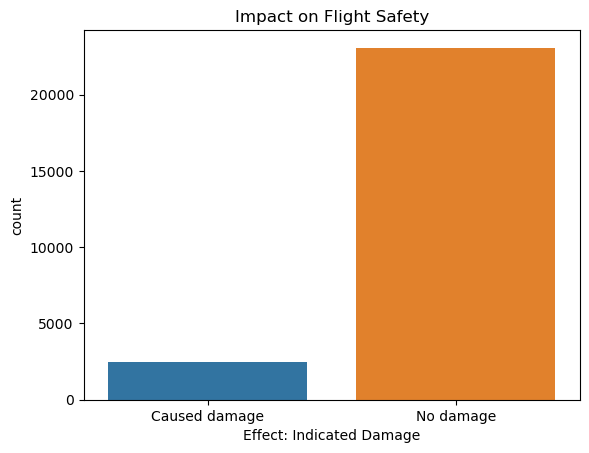 Impact on Flight Safety
20000
15000
10000
5000
0
count
Caused damage
No damage
Effect: Indicated Damage